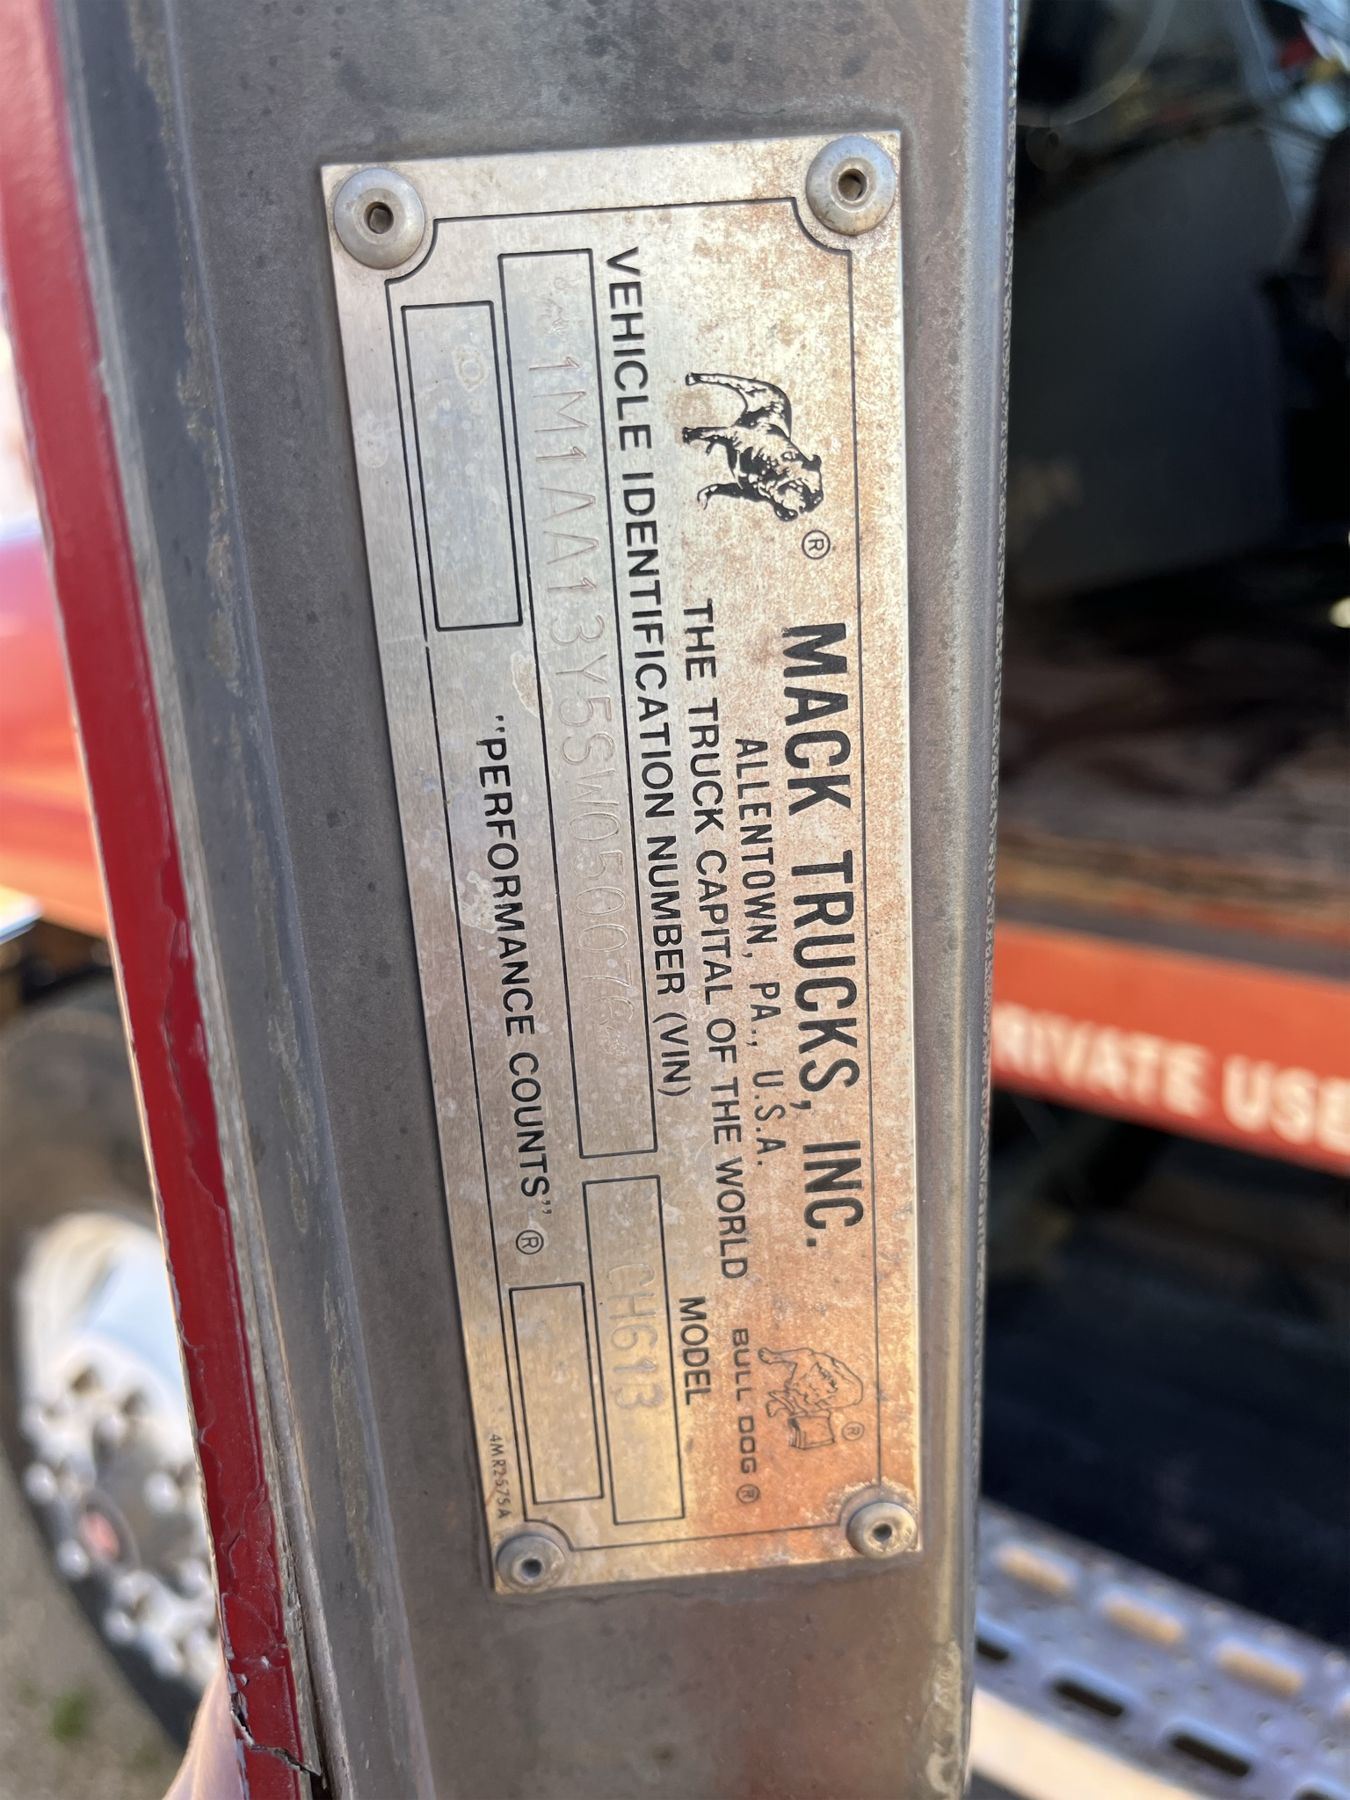 MACK TRUCKS, INC.
ALLENTOWN, PA., U.S.A.
THE TRUCK CAPITAL OF THE WORLD
BULL DOG ®
VEHICLE IDENTIFICATION NUMBER (VIN)
MODEL
1M1AA13Y5SW050076
CH613
"PERFORMANCE COUNTS" ®
4MR2575A
RIVATE USE